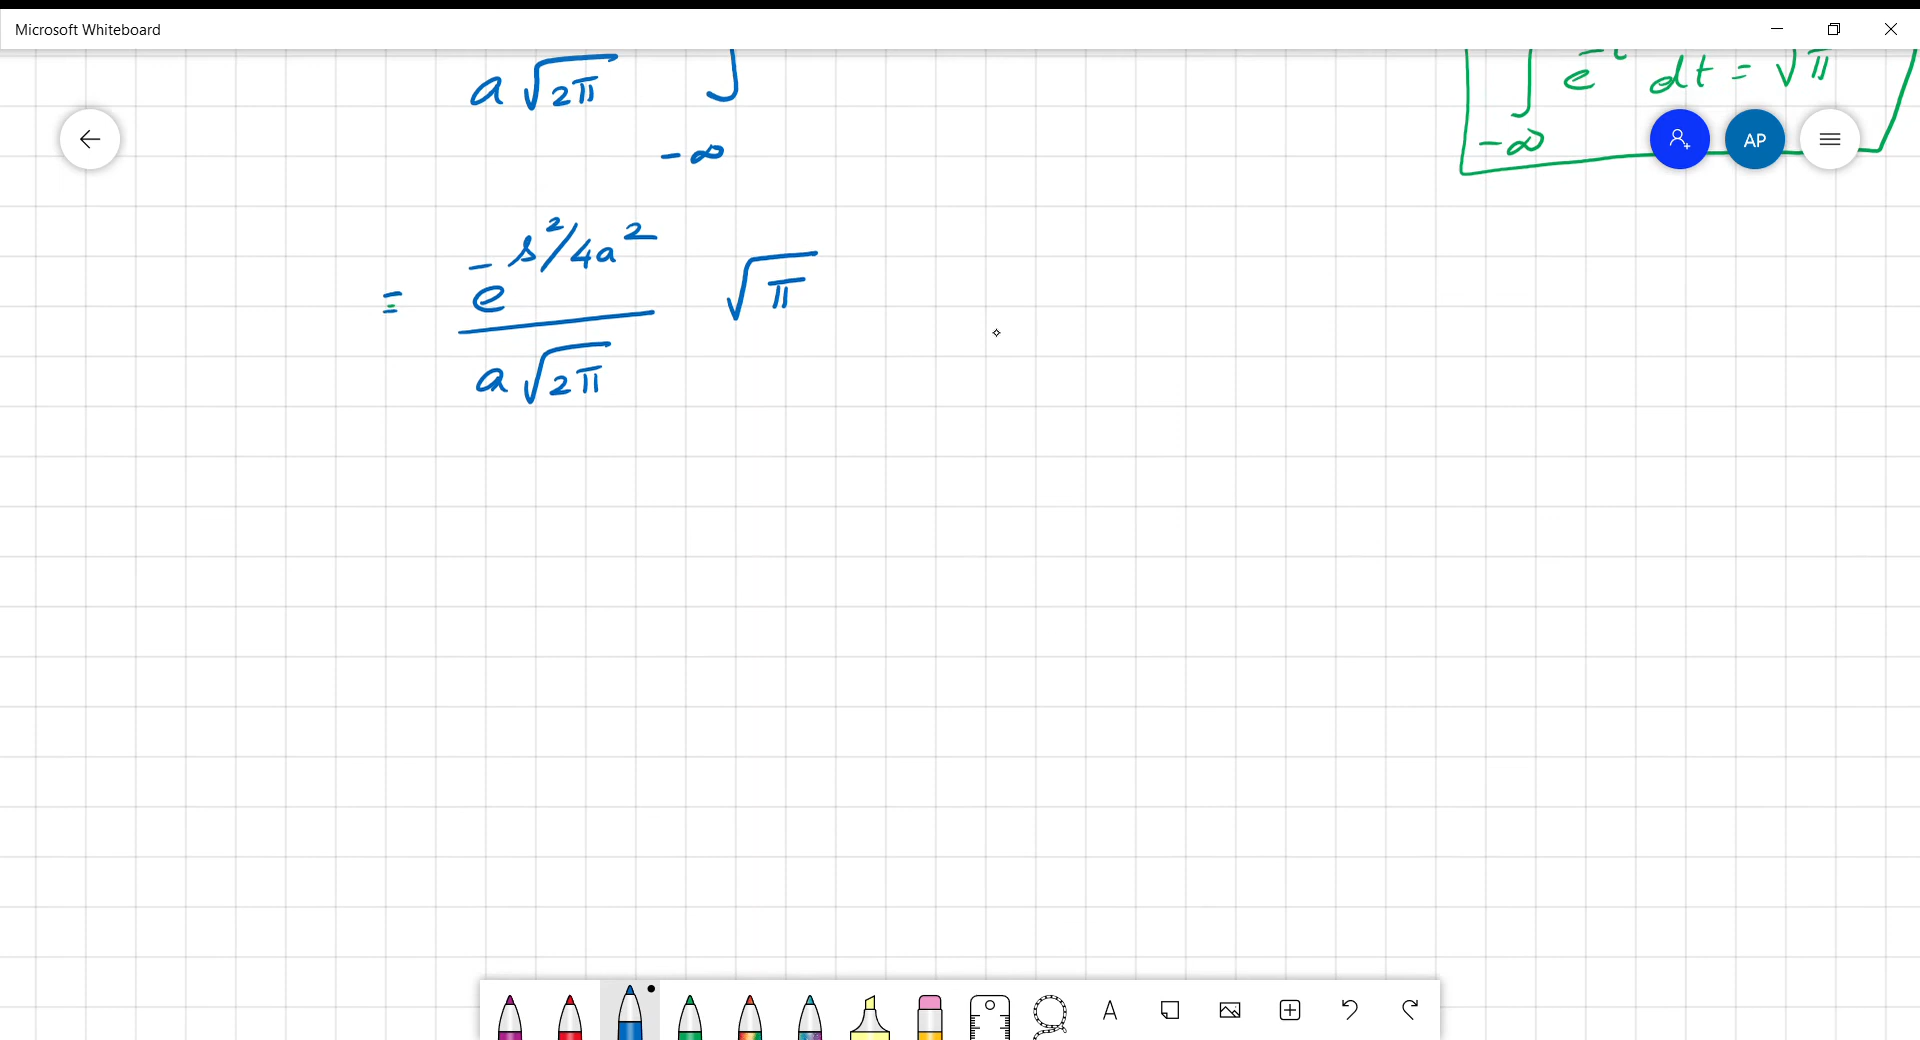 Microsoft Whiteboard
a √2π ∫
-∞
∫ e^-t dt = √π
-∞
AP
= e^-s²/4a² / a √2π √π
A